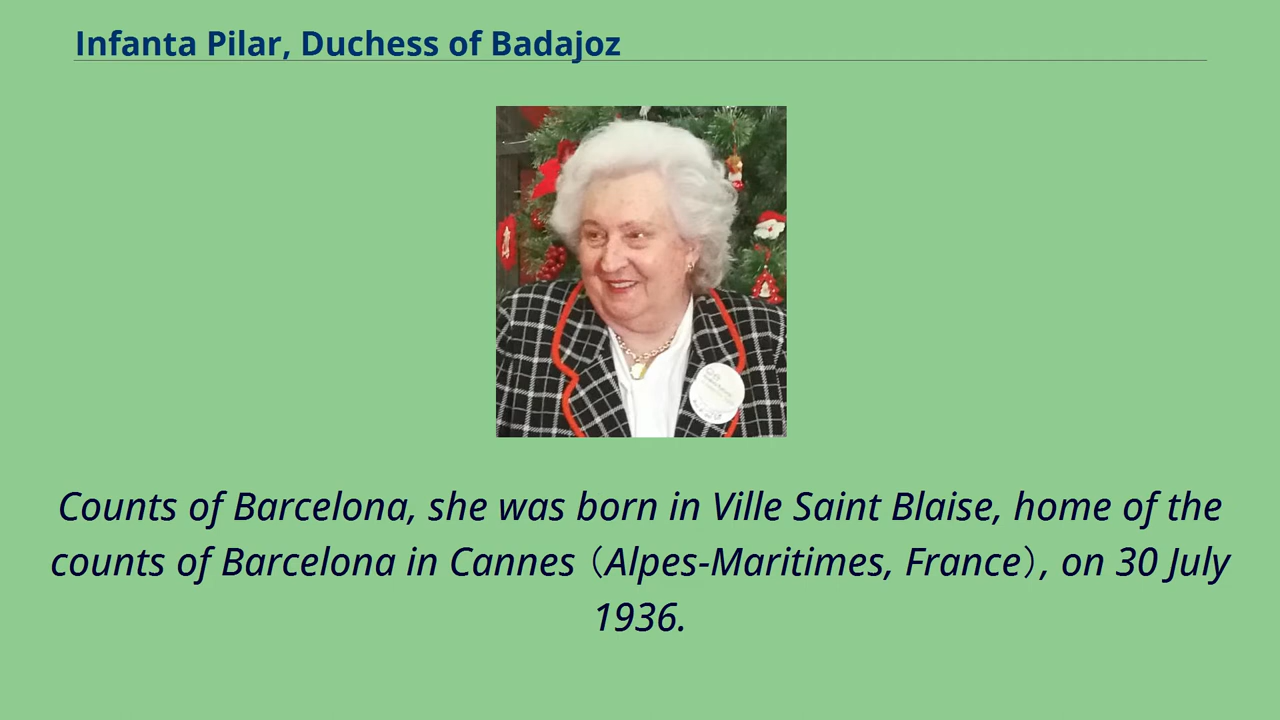 Infanta Pilar, Duchess of Badajoz
Counts of Barcelona, she was born in Ville Saint Blaise, home of the
counts of Barcelona in Cannes（Alpes-Maritimes, France）, on 30 July
1936.